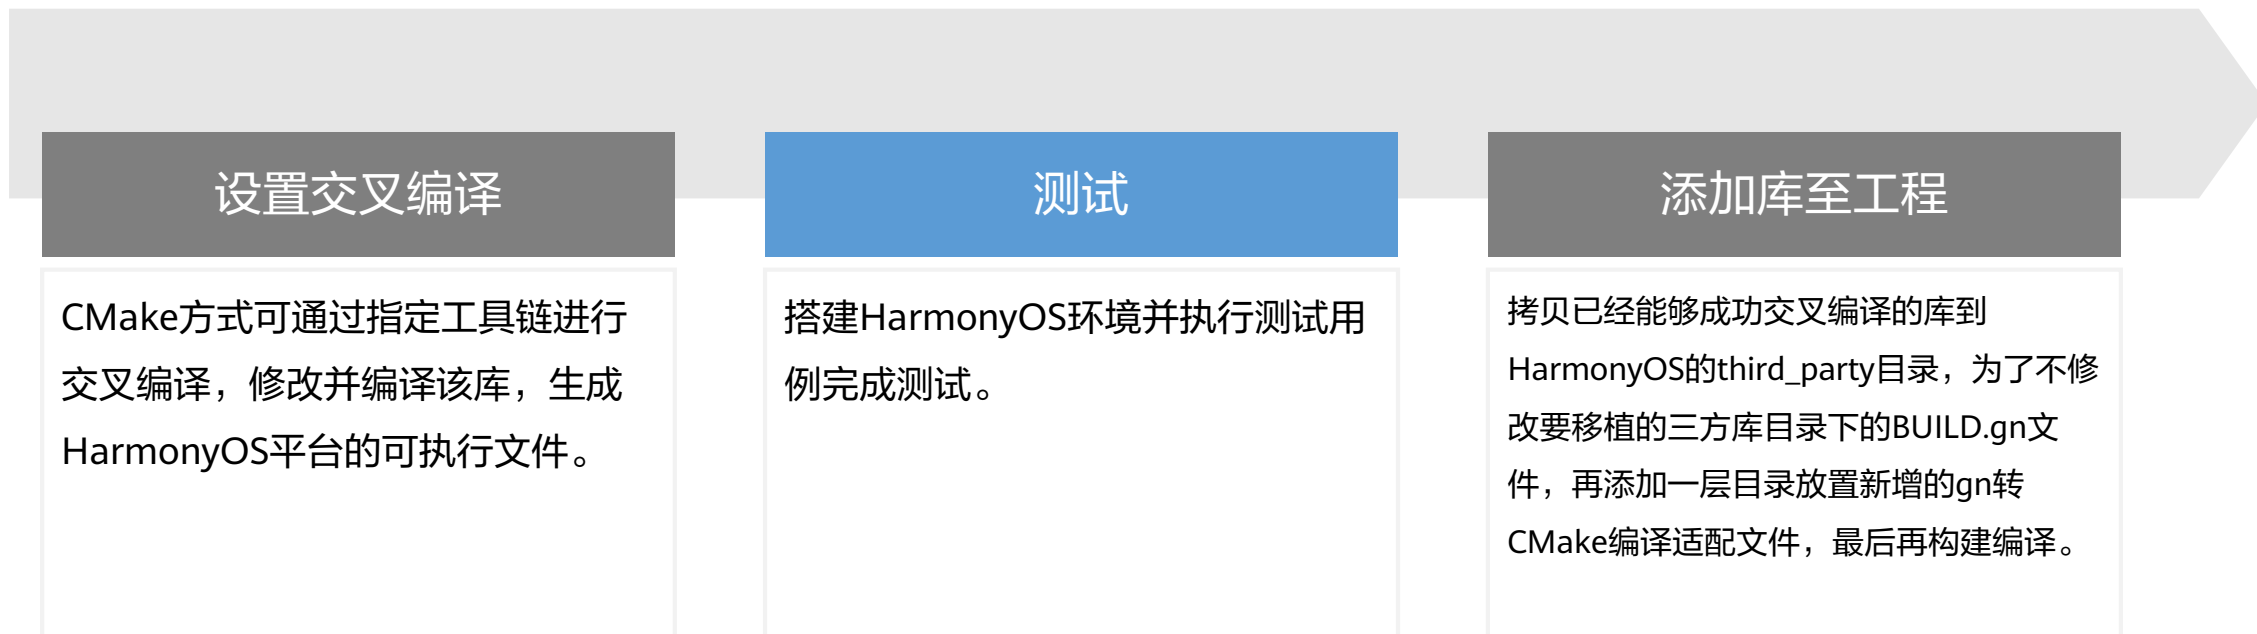 设置交叉编译
CMake方式可通过指定工具链进行
交叉编译，修改并编译该库，生成
HarmonyOS平台的可执行文件。
测试
搭建HarmonyOS环境并执行测试用
例完成测试。
添加库至工程
拷贝已经能够成功交叉编译的库到
HarmonyOS的third_party目录，为了不修
改要移植的三方库目录下的BUILD.gn文
件，再添加一层目录放置新增的gn转
CMake编译适配文件，最后再构建编译。